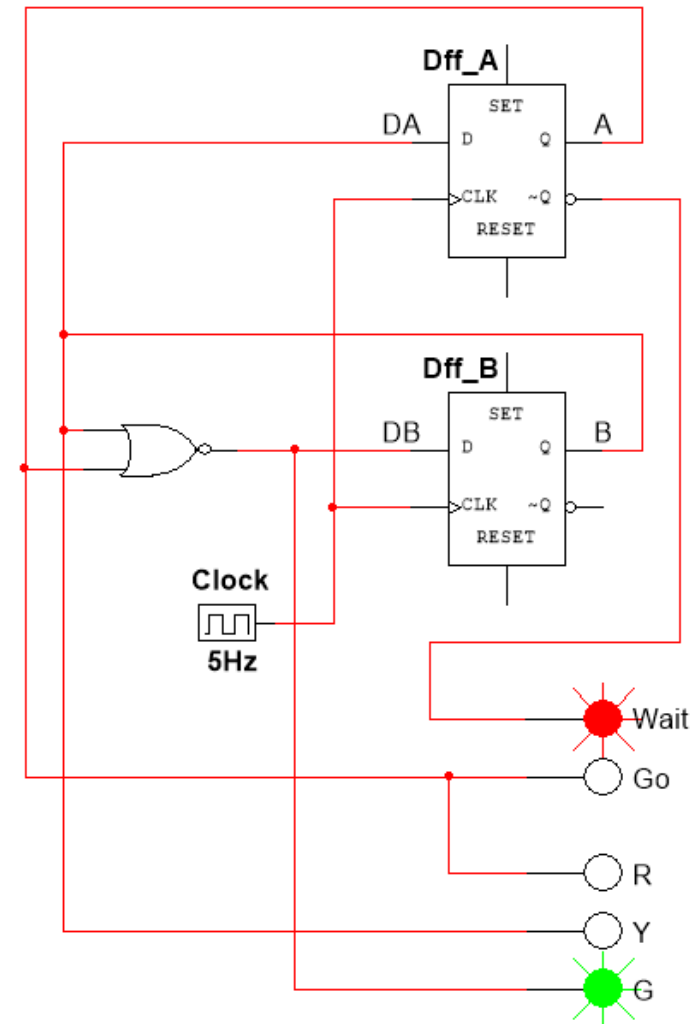 Dff_A
SET
DA
D
Q
A
CLK
~Q
RESET
Dff_B
SET
DB
D
Q
B
CLK
~Q
RESET
Clock
5Hz
Wait
Go
R
Y
G